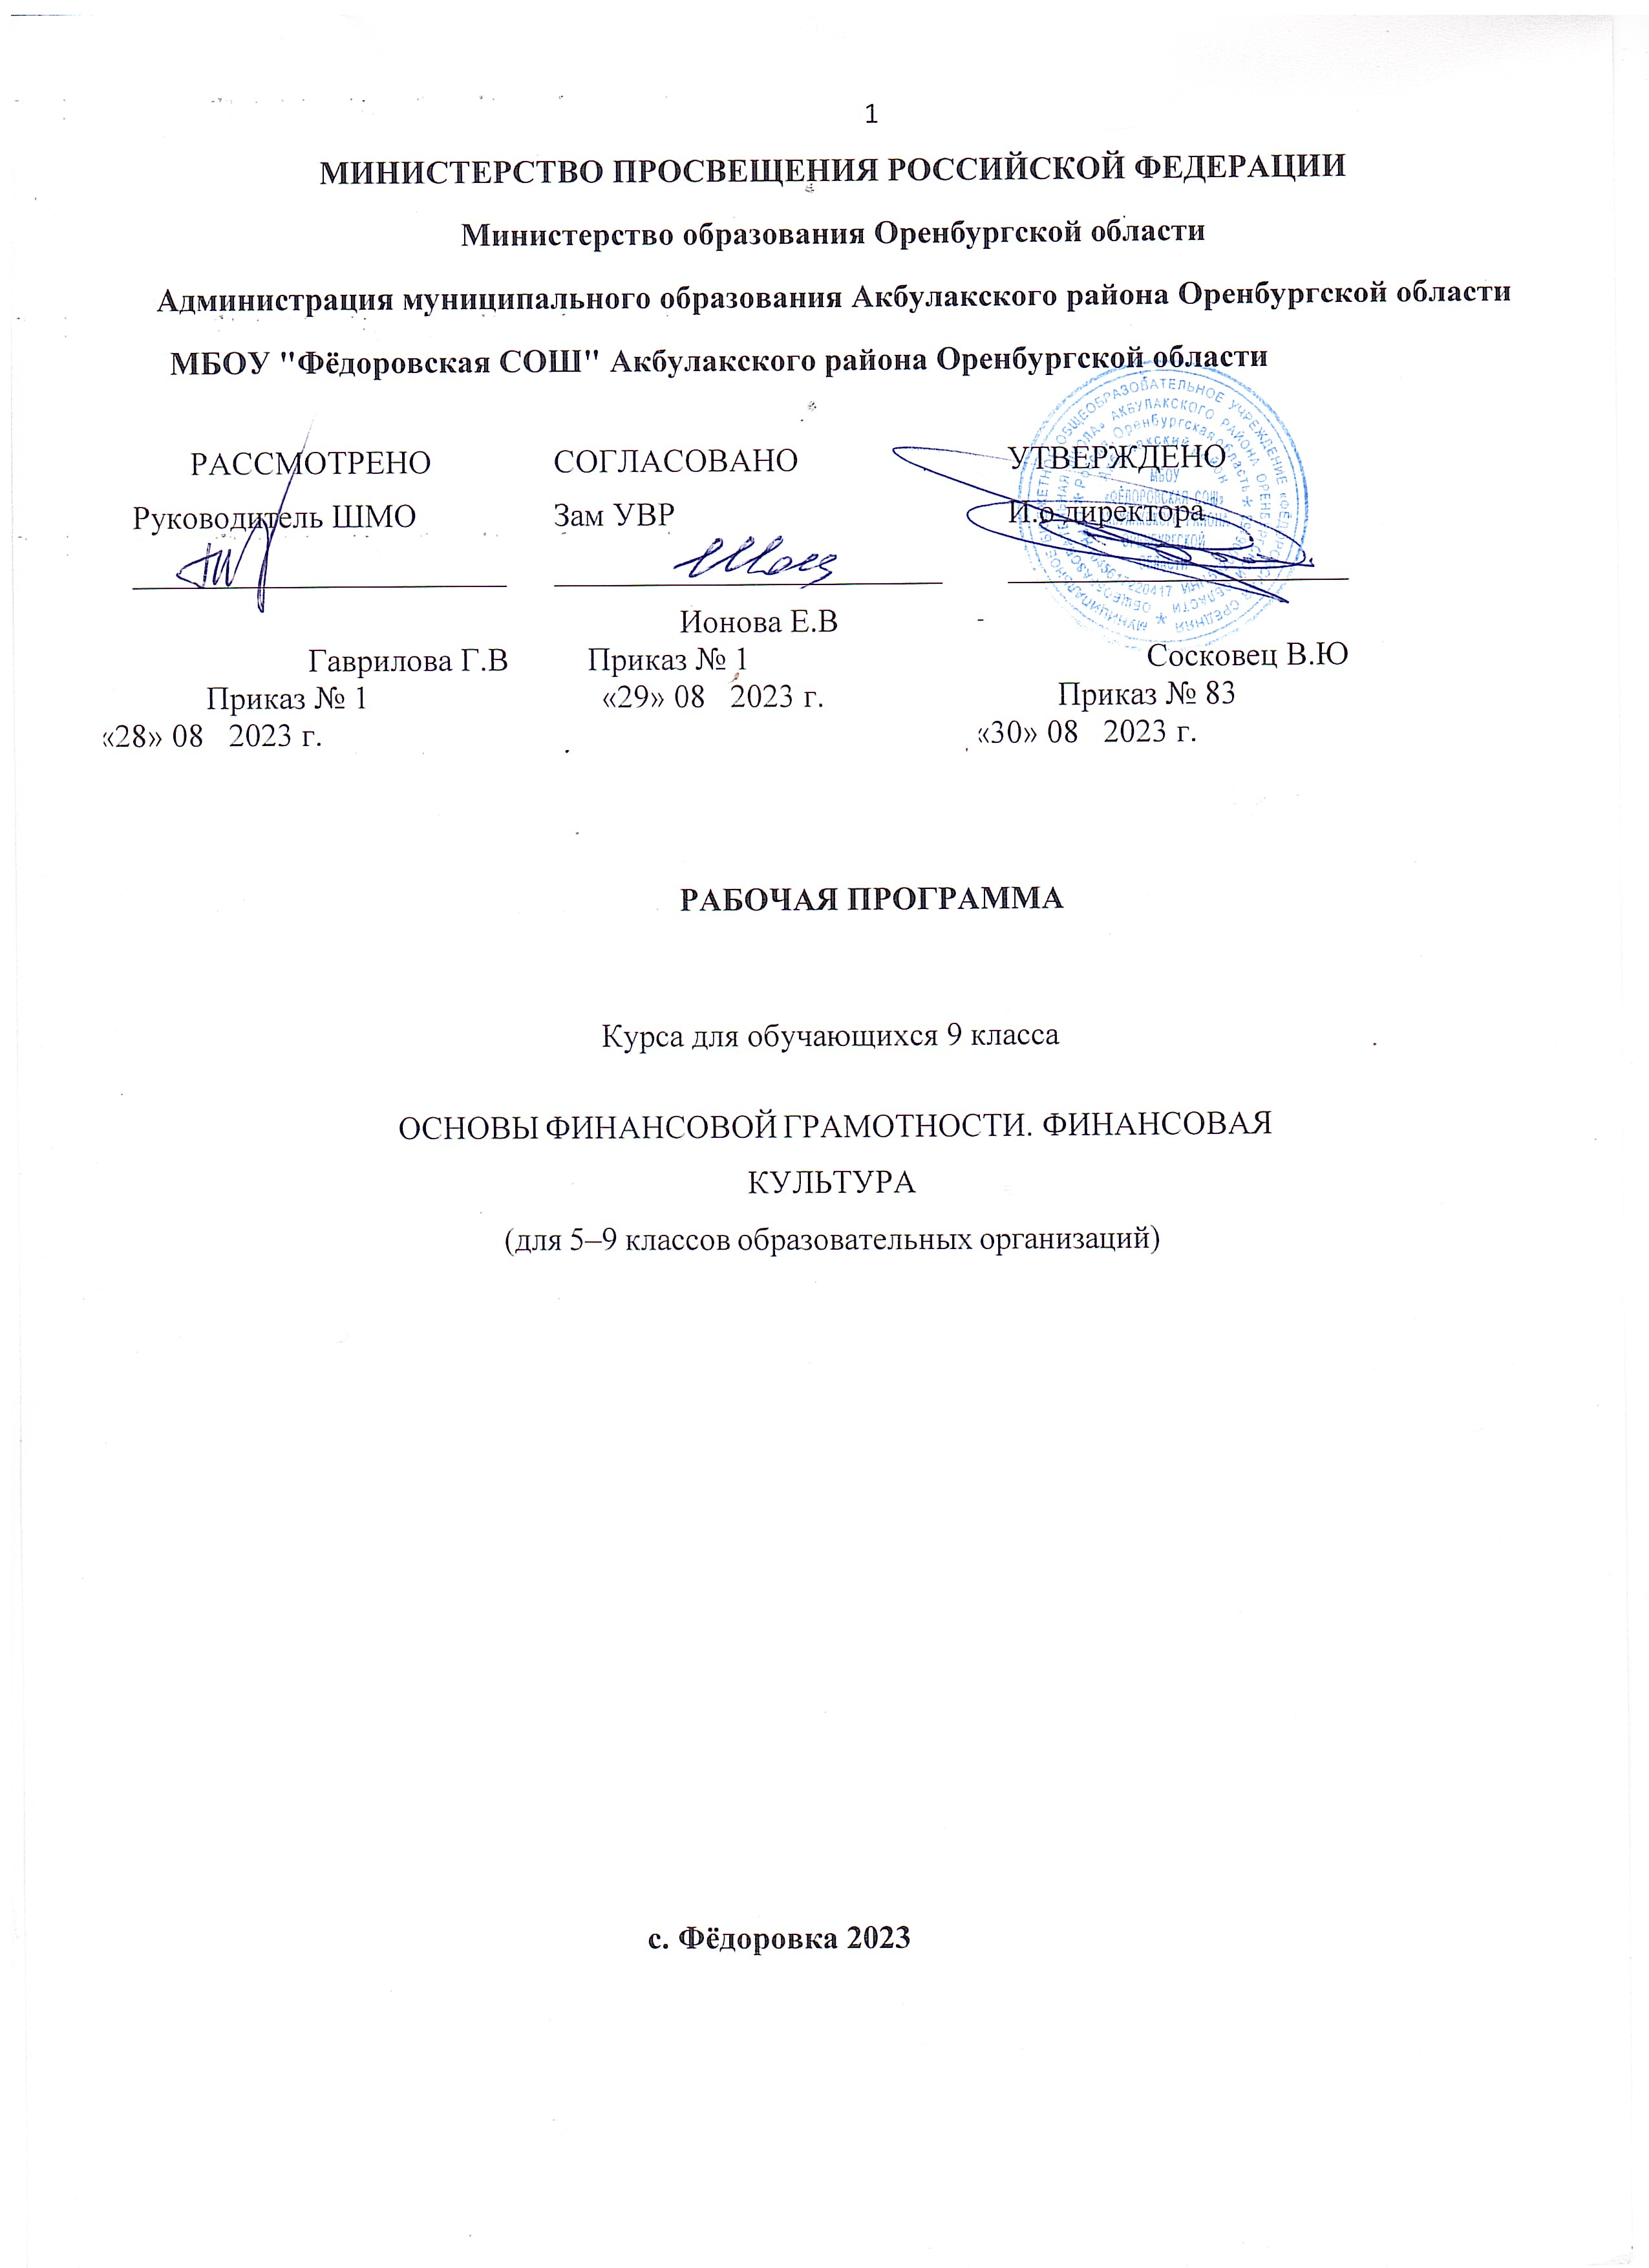 1
МИНИСТЕРСТВО ПРОСВЕЩЕНИЯ РОССИЙСКОЙ ФЕДЕРАЦИИ
Министерство образования Оренбургской области
Администрация муниципального образования Акбулакского района Оренбургской области
МБОУ "Фёдоровская СОШ" Акбулакского района Оренбургской области
РАССМОТРЕНО
Руководитель ШМО
Гаврилова Г.В
Приказ № 1
«28» 08 2023 г.
СОГЛАСОВАНО
Зам УВР
Ионова Е.В
Приказ № 1
«29» 08 2023 г.
УТВЕРЖДЕНО
И.о директора
-
Сосковец В.Ю
Приказ № 83
«30» 08 2023 г.
МБОУ
«ФЁДОРОВСКАЯ СОШ»
РАБОЧАЯ ПРОГРАММА
Курса для обучающихся 9 класса
ОСНОВЫ ФИНАНСОВОЙ ГРАМОТНОСТИ. ФИНАНСОВАЯ
КУЛЬТУРА
(для 5–9 классов образовательных организаций)
с. Фёдоровка 2023